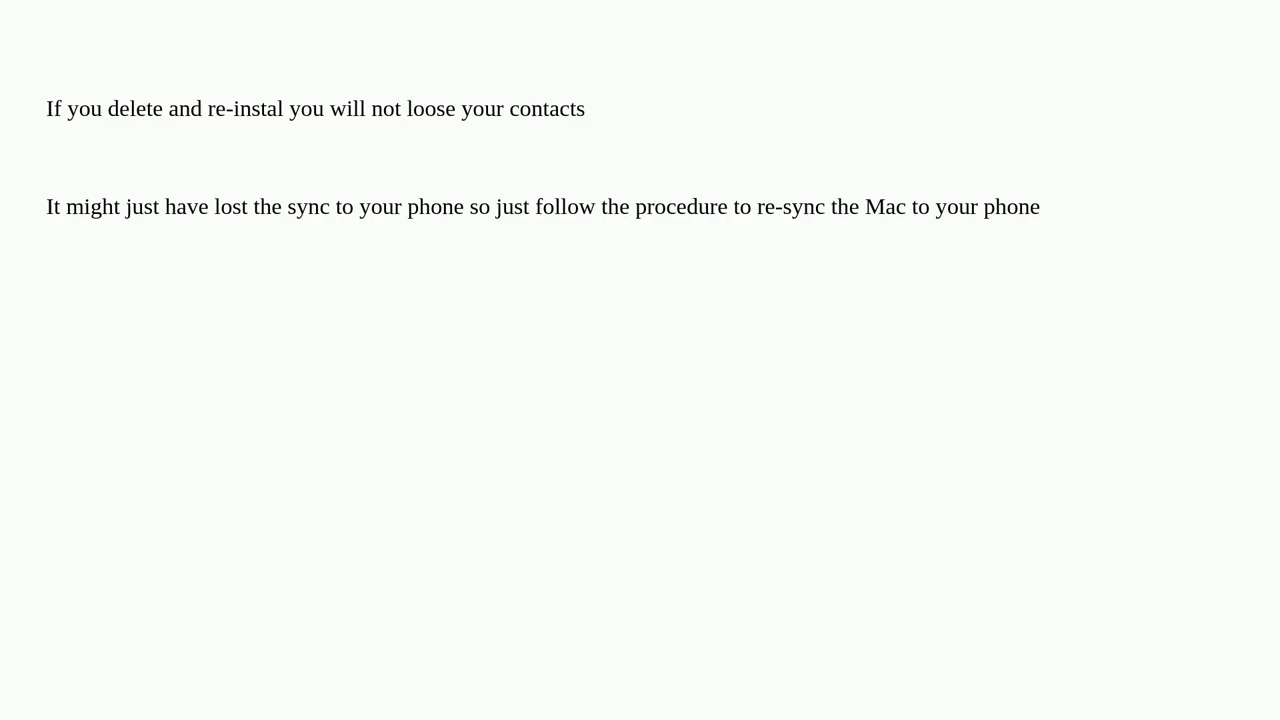 If you delete and re-instal you will not loose your contacts
It might just have lost the sync to your phone so just follow the procedure to re-sync the Mac to your phone